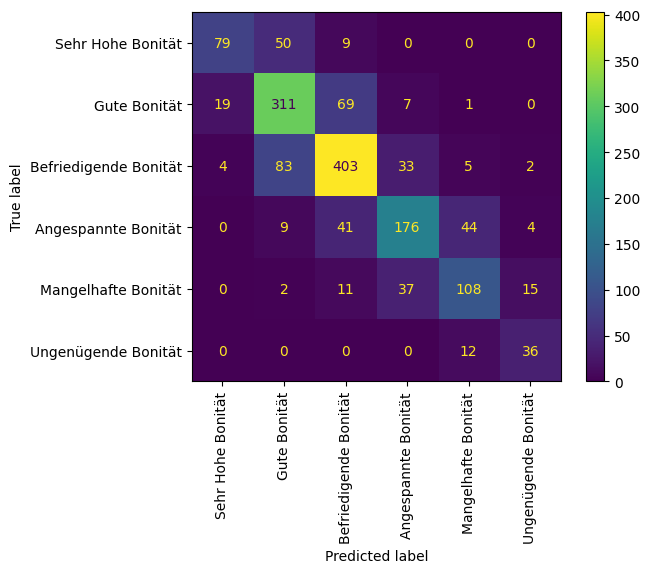 Sehr Hohe Bonität 79 50 9 0 0 0
Gute Bonität 19 311 69 7 1 0
Befriedigende Bonität 4 83 403 33 5 2
Angespannte Bonität 0 9 41 176 44 4
Mangelhafte Bonität 0 2 11 37 108 15
Ungenügende Bonität 0 0 0 0 12 36
True label
Sehr Hohe Bonität
Gute Bonität
Befriedigende Bonität
Angespannte Bonität
Mangelhafte Bonität
Ungenügende Bonität
Predicted label
400
350
300
250
200
150
100
50
0